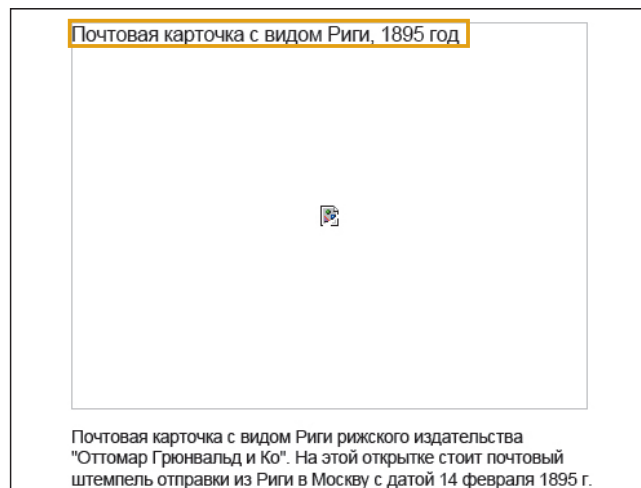 Почтовая карточка с видом Риги, 1895 год
Почтовая карточка с видом Риги рижского издательства
"Оттомар Грюнвальд и Ко". На этой открытке стоит почтовый
штемпель отправки из Риги в Москву с датой 14 февраля 1895 г.